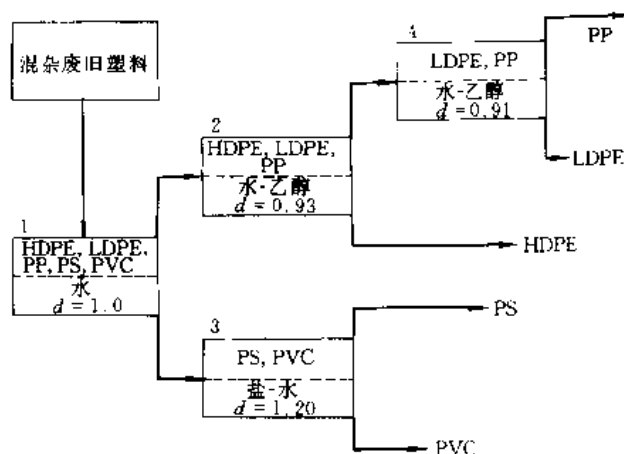 混杂废旧塑料
1
HDPE, LDPE,
PP, PS, PVC
水
d=1.0
2
HDPE, LDPE,
PP
水-乙醇
d=0.93
3
PS, PVC
盐-水
d=1.20
4
LDPE, PP
水-乙醇
d=0.91
PP
LDPE
HDPE
PS
PVC